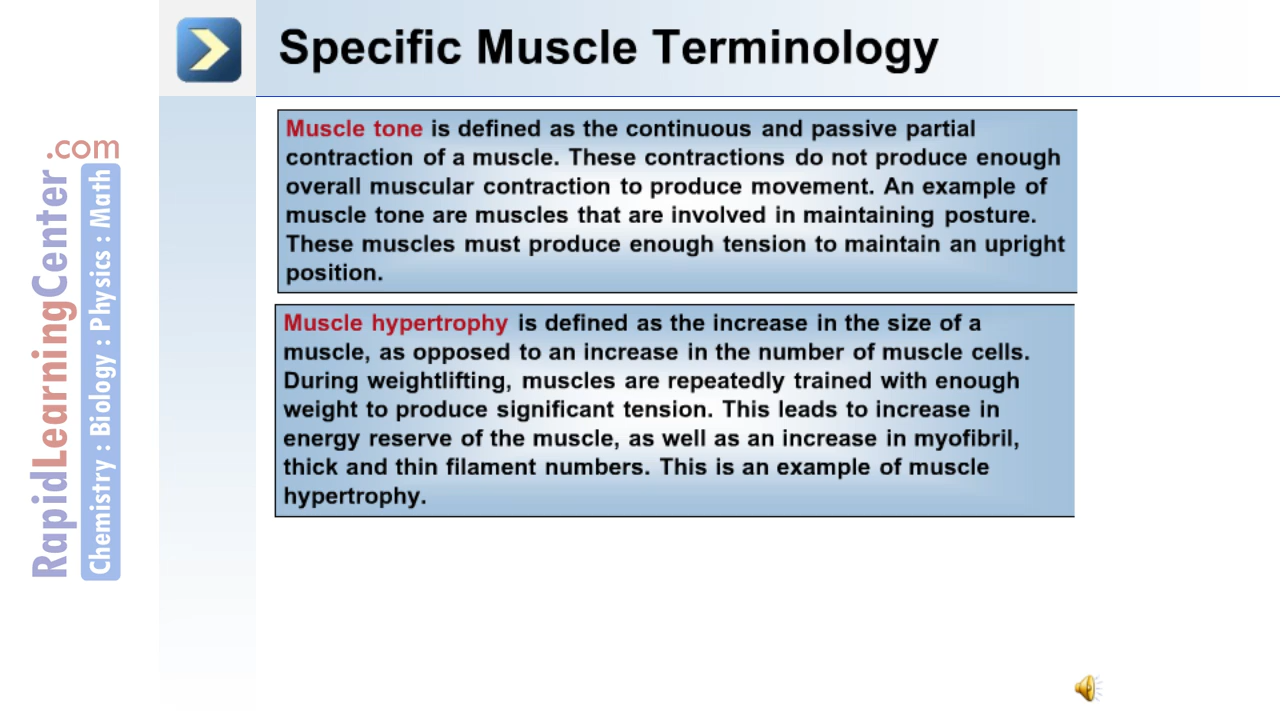 Specific Muscle Terminology
Muscle tone is defined as the continuous and passive partial
contraction of a muscle. These contractions do not produce enough
overall muscular contraction to produce movement. An example of
muscle tone are muscles that are involved in maintaining posture.
These muscles must produce enough tension to maintain an upright
position.
Muscle hypertrophy is defined as the increase in the size of a
muscle, as opposed to an increase in the number of muscle cells.
During weightlifting, muscles are repeatedly trained with enough
weight to produce significant tension. This leads to increase in
energy reserve of the muscle, as well as an increase in myofibril,
thick and thin filament numbers. This is an example of muscle
hypertrophy.
RapidLearningCenter.com
Chemistry : Biology : Physics : Math